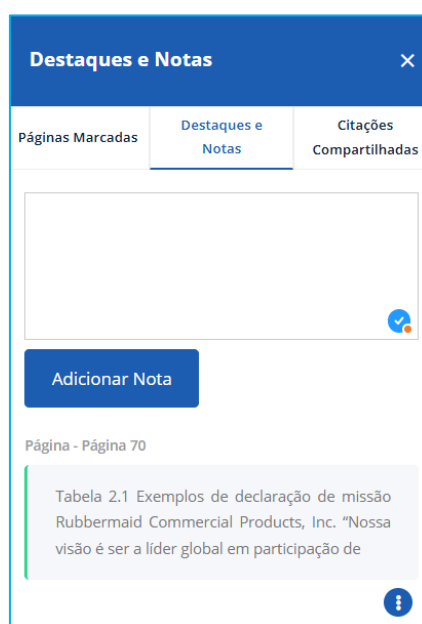 Destaques e Notas
Páginas Marcadas
Destaques e
Notas
Citações
Compartilhadas
Adicionar Nota
Página - Página 70
Tabela 2.1 Exemplos de declaração de missão
Rubbermaid Commercial Products, Inc. “Nossa
visão é ser a líder global em participação de